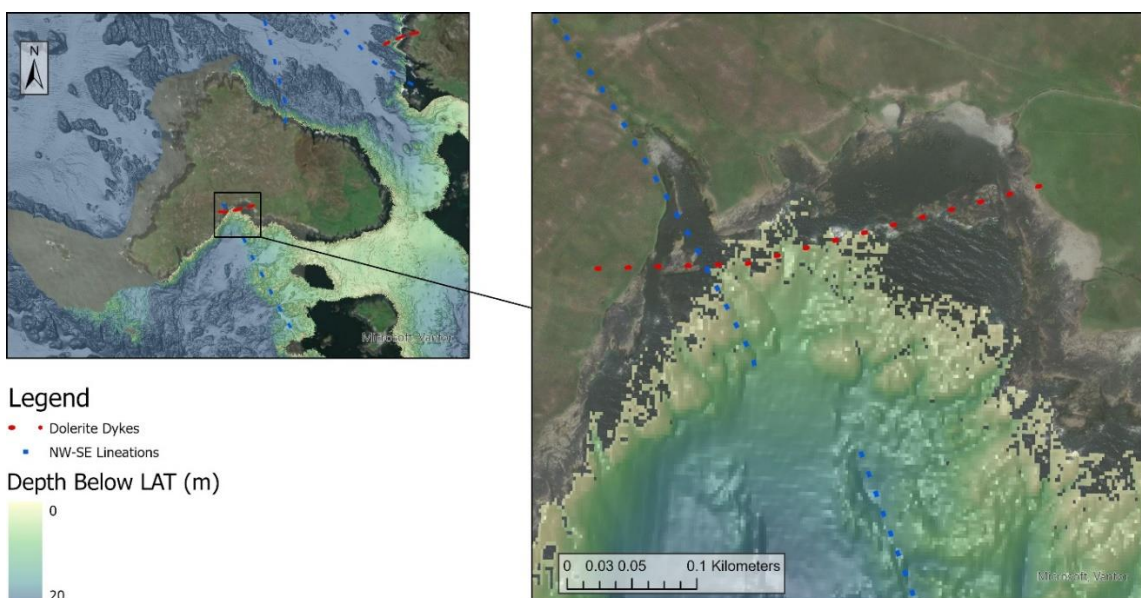 N
Microsoft, Vantor
Legend
Dolerite Dykes
NW-SE Lineations
Depth Below LAT (m)
0
20
0 0.03 0.05 0.1 Kilometers
Microsoft, Vantor